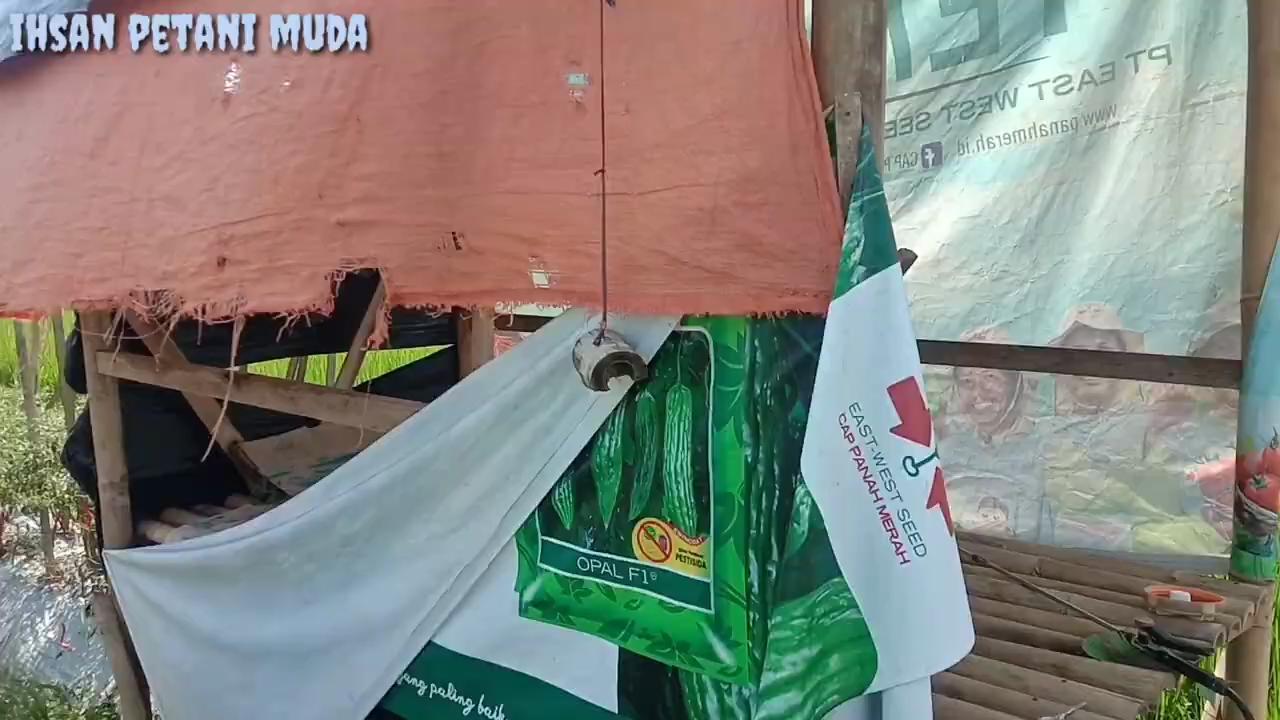 IHSAN PETANI MUDA
PT EAST WEST SEE
www.panahmerah.id
CAP
EAST-WEST SEED
CAP PANAH MERAH
PESTISIDA
OPAL F1
yang paling baik